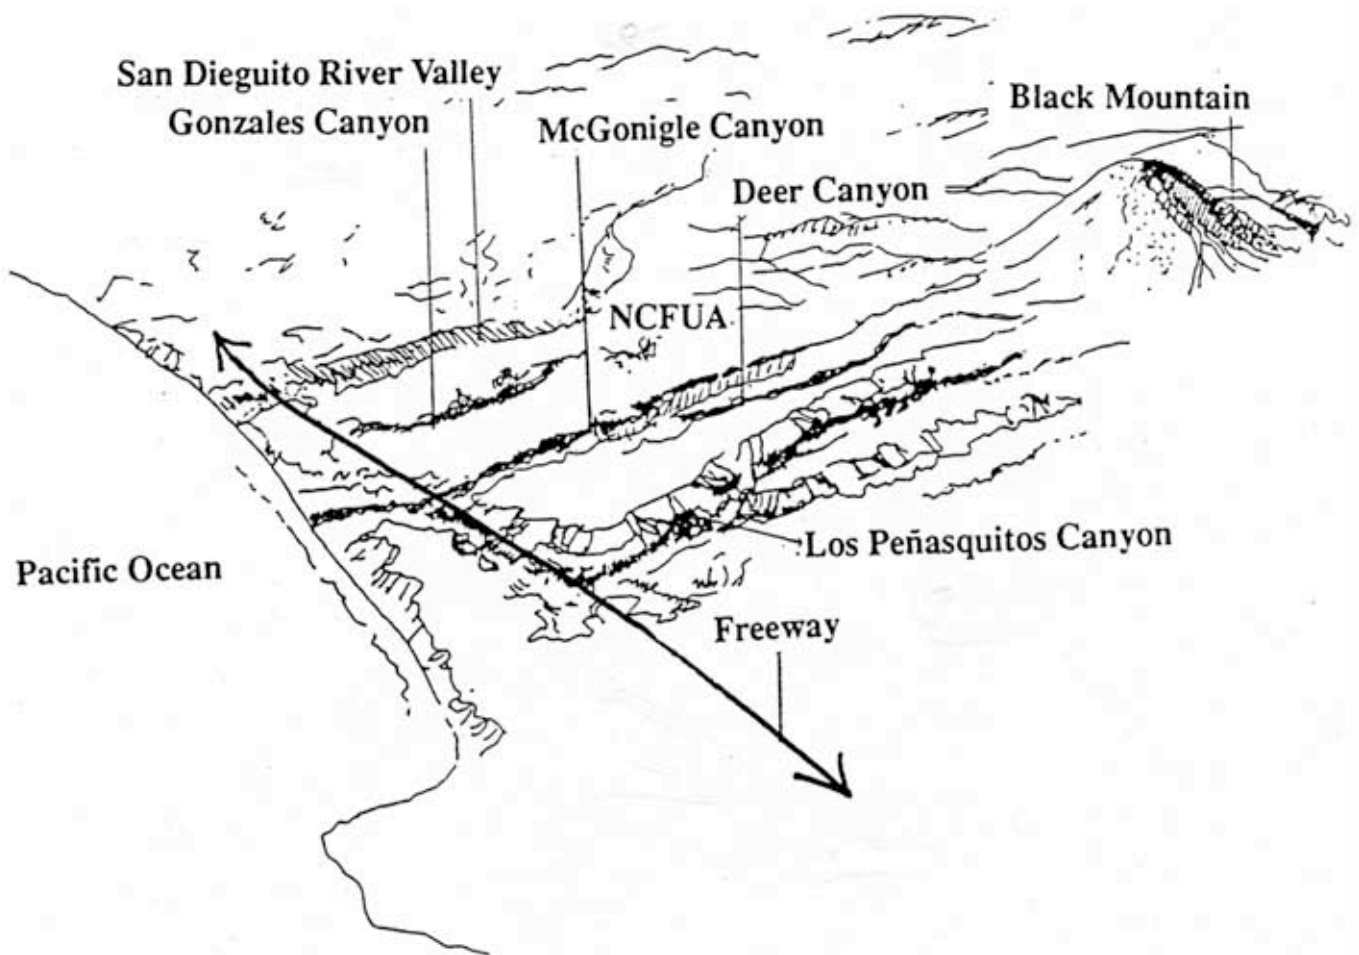 San Dieguito River Valley
Gonzales Canyon
McGonigle Canyon
Black Mountain
Deer Canyon
NCFUA
Los Peñasquitos Canyon
Pacific Ocean
Freeway